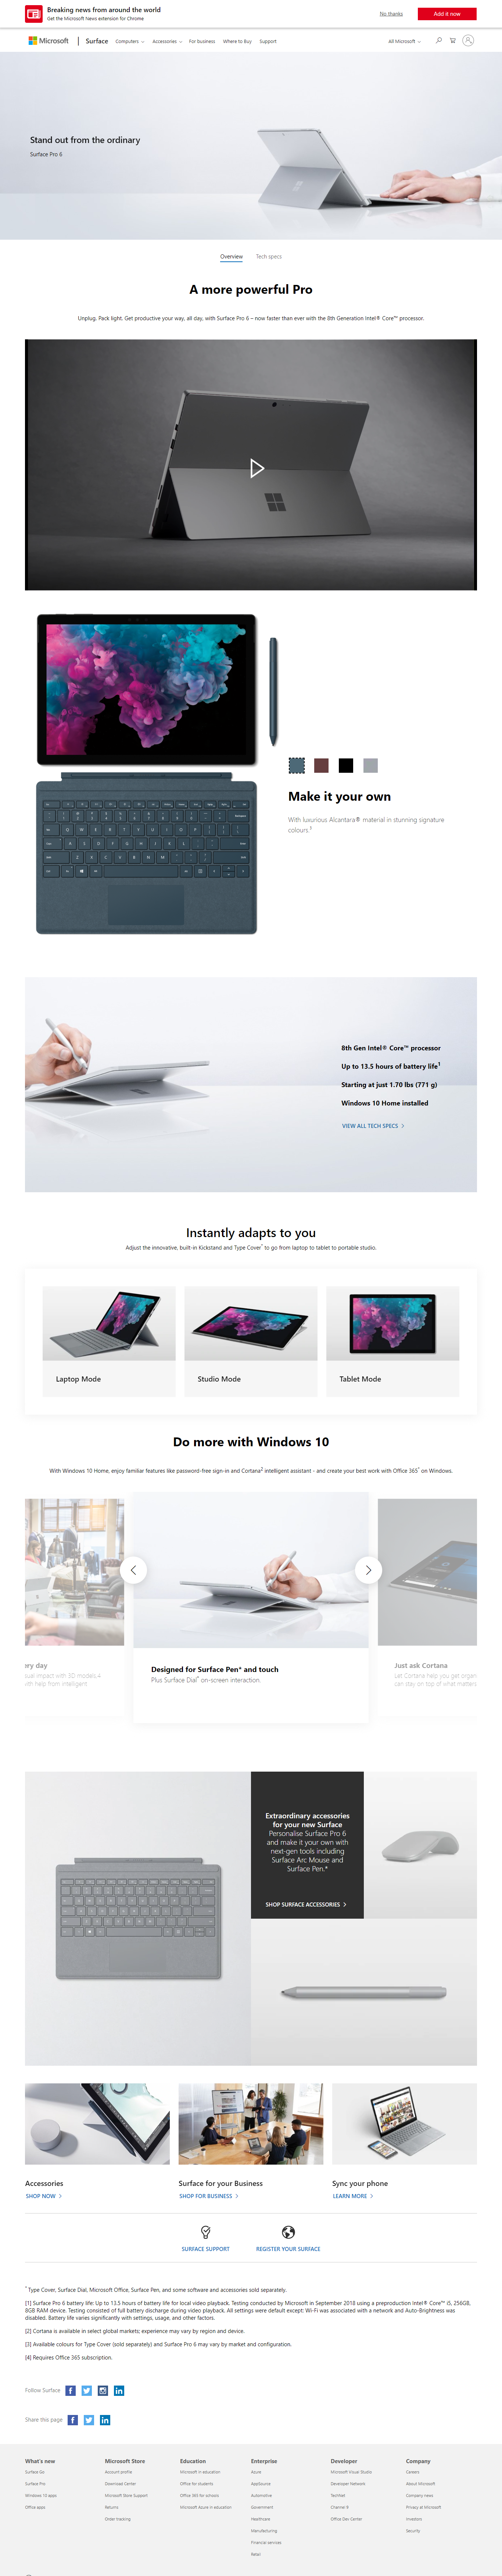 Breaking news from around the world
Get the Microsoft News extension for Chrome
No thanks
Add it now
Microsoft
Surface
Computers
Accessories
For business
Where to Buy
Support
All Microsoft
Stand out from the ordinary
Surface Pro 6
Overview
Tech specs
A more powerful Pro
Unplug. Pack light. Get productive your way, all day, with Surface Pro 6 – now faster than ever with the 8th Generation Intel® Core™ processor.
Make it your own
With luxurious Alcantara® material in stunning signature
colours.3
8th Gen Intel® Core™ processor
Up to 13.5 hours of battery life1
Starting at just 1.70 lbs (771 g)
Windows 10 Home installed
VIEW ALL TECH SPECS
Instantly adapts to you
Adjust the innovative, built-in Kickstand and Type Cover* to go from laptop to tablet to portable studio.
Laptop Mode
Studio Mode
Tablet Mode
Do more with Windows 10
With Windows 10 Home, enjoy familiar features like password-free sign-in and Cortana2 intelligent assistant - and create your best work with Office 365* on Windows.
ry day
sual impact with 3D models,4
ith help from intelligent
Designed for Surface Pen* and touch
Plus Surface Dial* on-screen interaction.
Just ask Cortana
Let Cortana help you get organ
can stay on top of what matters
Extraordinary accessories
for your new Surface
Personalise Surface Pro 6
and make it your own with
next-gen tools including
Surface Arc Mouse and
Surface Pen.*
SHOP SURFACE ACCESSORIES
Accessories
SHOP NOW
Surface for your Business
SHOP FOR BUSINESS
Sync your phone
LEARN MORE
SURFACE SUPPORT
REGISTER YOUR SURFACE
* Type Cover, Surface Dial, Microsoft Office, Surface Pen, and some software and accessories sold separately.
[1] Surface Pro 6 battery life: Up to 13.5 hours of battery life for local video playback. Testing conducted by Microsoft in September 2018 using a preproduction Intel® Core™ i5, 256GB,
8GB RAM device. Testing consisted of full battery discharge during video playback. All settings were default except: Wi-Fi was associated with a network and Auto-Brightness was
disabled. Battery life varies significantly with settings, usage, and other factors.
[2] Cortana is available in select global markets; experience may vary by region and device.
[3] Available colours for Type Cover (sold separately) and Surface Pro 6 may vary by market and configuration.
[4] Requires Office 365 subscription.
Follow Surface
Share this page
What's new
Surface Go
Surface Pro
Windows 10 apps
Office apps
Microsoft Store
Account profile
Download Center
Microsoft Store Support
Returns
Order tracking
Education
Microsoft in education
Office for students
Office 365 for schools
Microsoft Azure in education
Enterprise
Azure
AppSource
Automotive
Government
Healthcare
Manufacturing
Financial services
Retail
Developer
Microsoft Visual Studio
Developer Network
TechNet
Channel 9
Office Dev Center
Company
Careers
About Microsoft
Company news
Privacy at Microsoft
Investors
Security